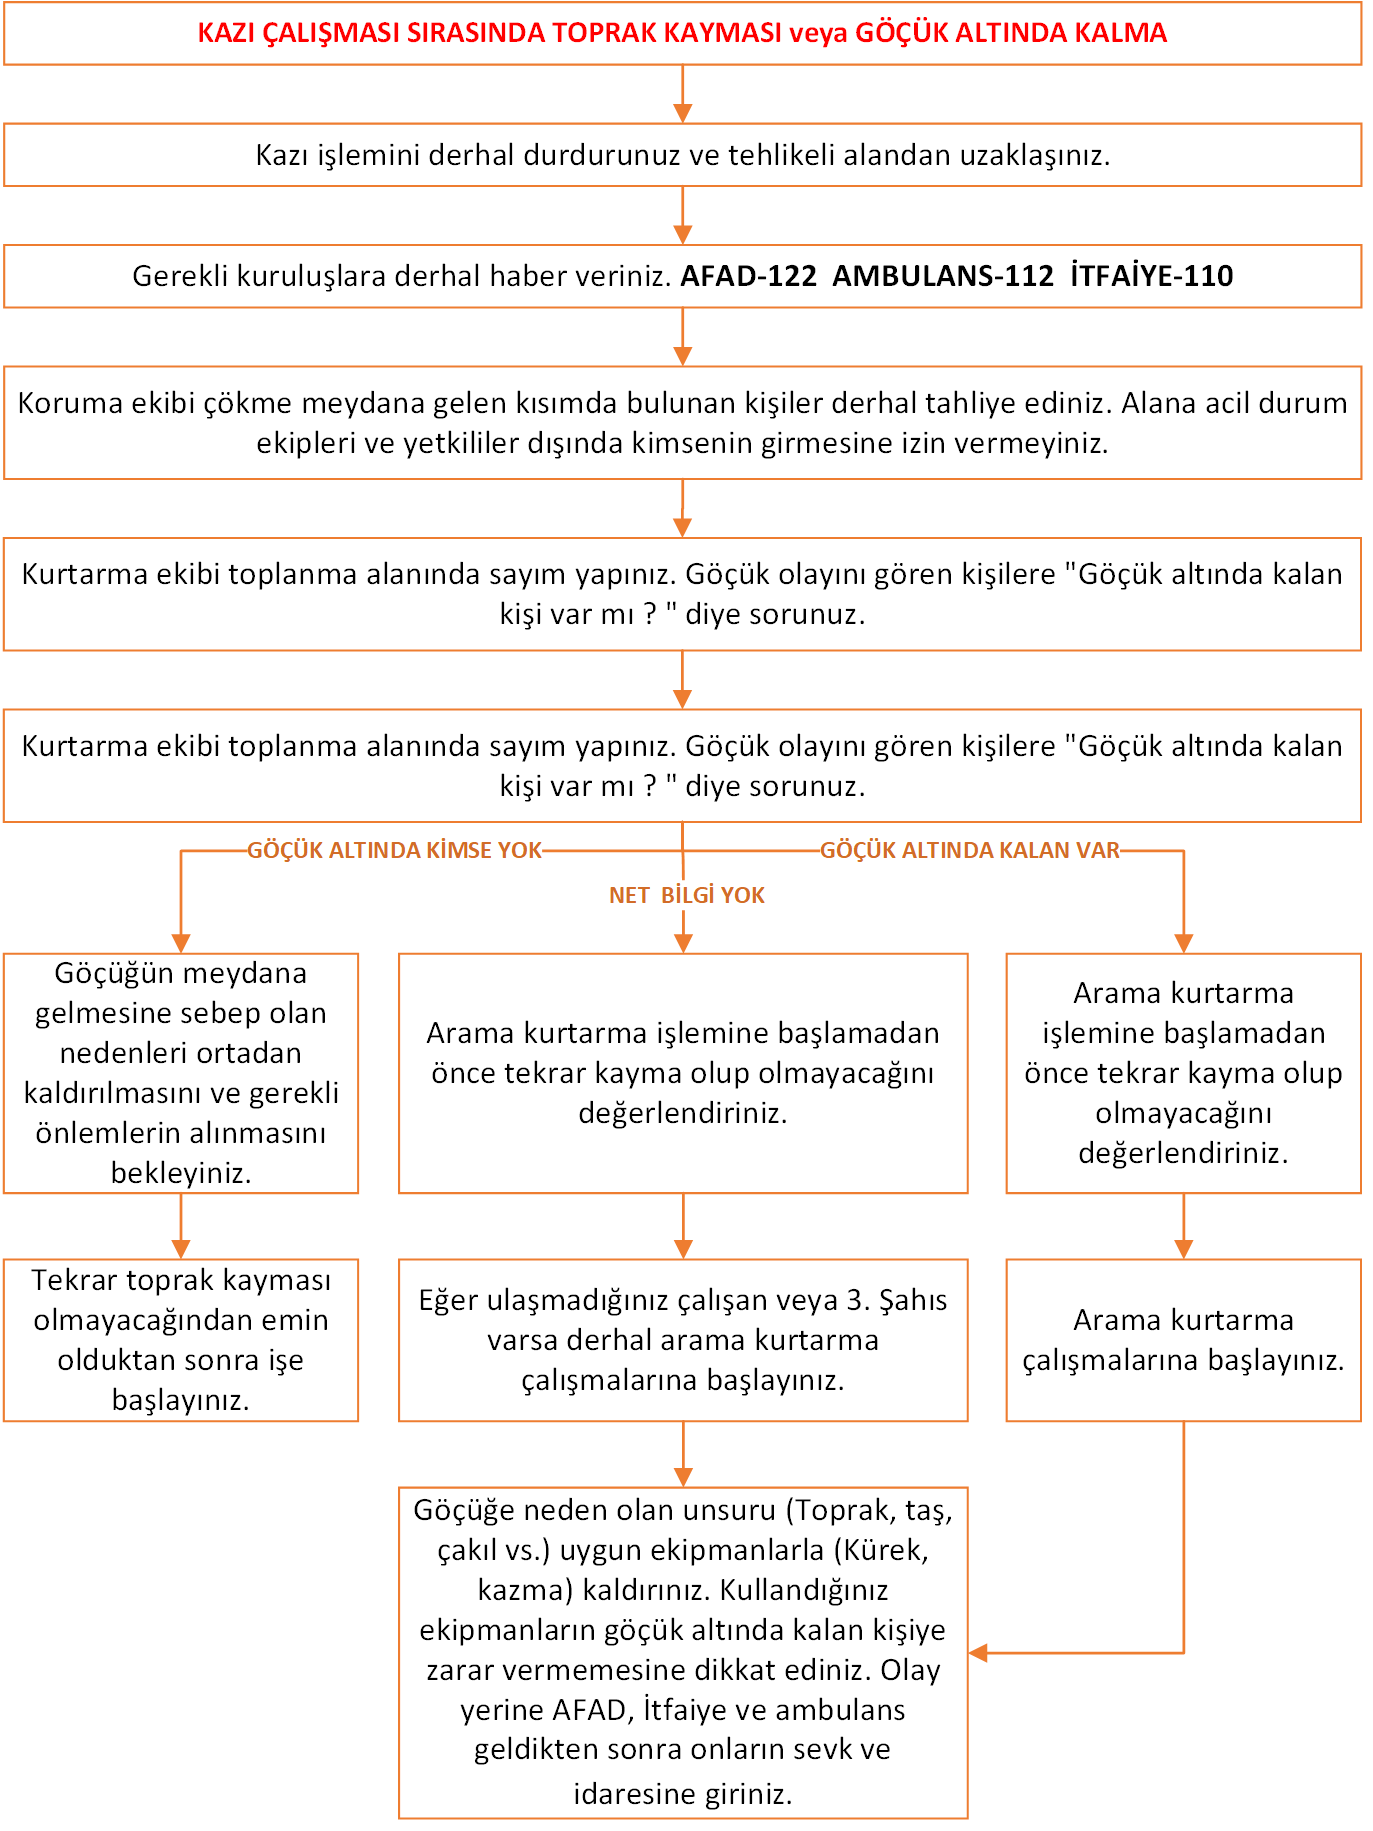 KAZI ÇALIŞMASI SIRASINDA TOPRAK KAYMASI veya GÖÇÜK ALTINDA KALMA
Kazı işlemini derhal durdurunuz ve tehlikeli alandan uzaklaşınız.
Gerekli kuruluşlara derhal haber veriniz. AFAD-122  AMBULANS-112  İTFAİYE-110
Koruma ekibi çökme meydana gelen kısımda bulunan kişiler derhal tahliye ediniz. Alana acil durum
ekipleri ve yetkililer dışında kimsenin girmesine izin vermeyiniz.
Kurtarma ekibi toplanma alanında sayım yapınız. Göçük olayını gören kişilere "Göçük altında kalan
kişi var mı ? " diye sorunuz.
Kurtarma ekibi toplanma alanında sayım yapınız. Göçük olayını gören kişilere "Göçük altında kalan
kişi var mı ? " diye sorunuz.
GÖÇÜK ALTINDA KİMSE YOK
GÖÇÜK ALTINDA KALAN VAR
NET  BİLGİ YOK
Göçüğün meydana
gelmesine sebep olan
nedenleri ortadan
kaldırılmasını ve gerekli
önlemlerin alınmasını
bekleyiniz.
Arama kurtarma işlemine başlamadan
önce tekrar kayma olup olmayacağını
değerlendiriniz.
Arama kurtarma
işlemine başlamadan
önce tekrar kayma olup
olmayacağını
değerlendiriniz.
Tekrar toprak kayması
olmayacağından emin
olduktan sonra işe
başlayınız.
Eğer ulaşmadığınız çalışan veya 3. Şahıs
varsa derhal arama kurtarma
çalışmalarına başlayınız.
Arama kurtarma
çalışmalarına başlayınız.
Göçüğe neden olan unsuru (Toprak, taş,
çakıl vs.) uygun ekipmanlarla (Kürek,
kazma) kaldırınız. Kullandığınız
ekipmanların göçük altında kalan kişiye
zarar vermemesine dikkat ediniz. Olay
yerine AFAD, İtfaiye ve ambulans
geldikten sonra onların sevk ve
idaresine giriniz.